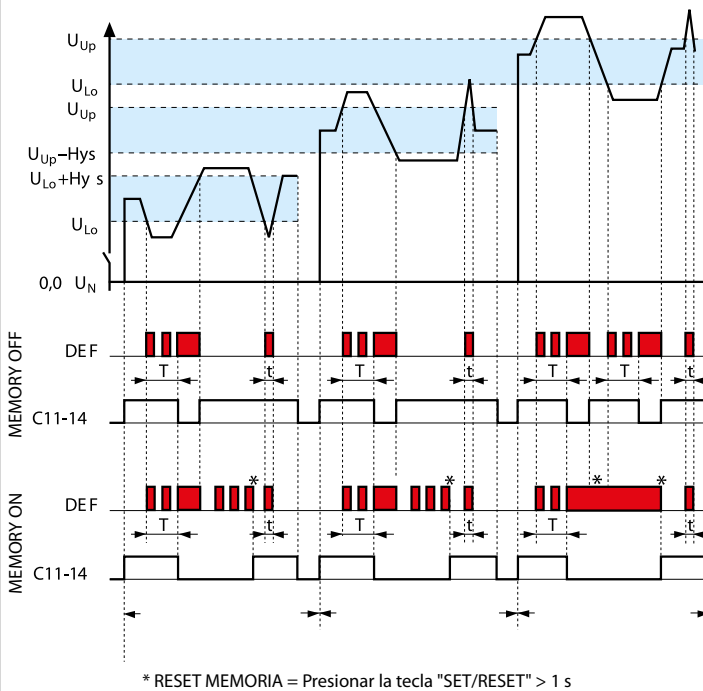 U_Up
U_Lo
U_Up
U_Up–Hys
U_Lo+Hy s
U_Lo
0,0 U_N
MEMORY OFF
DEF
T t T t T T t
C11-14
MEMORY ON
DEF
* * * *
T t T t T t
C11-14
* RESET MEMORIA = Presionar la tecla "SET/RESET" > 1 s